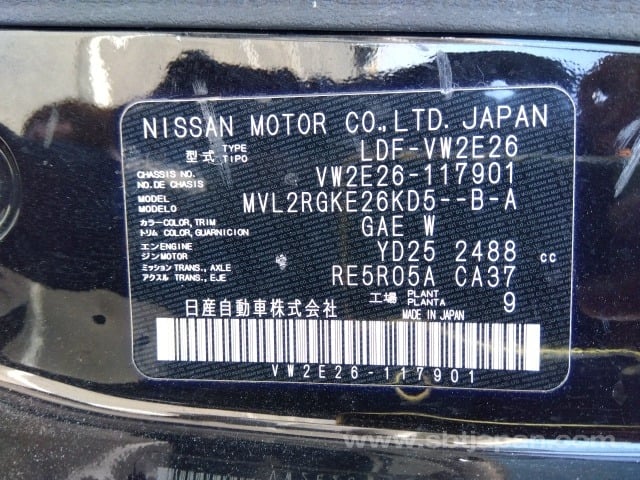 NISSAN MOTOR CO.,LTD. JAPAN
型式 TYPE TIPO LDF-VW2E26
CHASSIS NO. NO.DE CHASSIS VW2E26-117901
MODEL MODELO MVL2RGKE26KD5--B-A
カラー COLOR, TRIM トリム COLOR, GUARNICION GAE W
エンジン ENGINE MOTOR YD25 2488 cc
ミッション TRANS., AXLE アクスル TRANS., EJE RE5R05A CA37
工場 PLANT PLANTA 9
日産自動車株式会社 MADE IN JAPAN
VW2E26-117901
www.sbtjapan.com